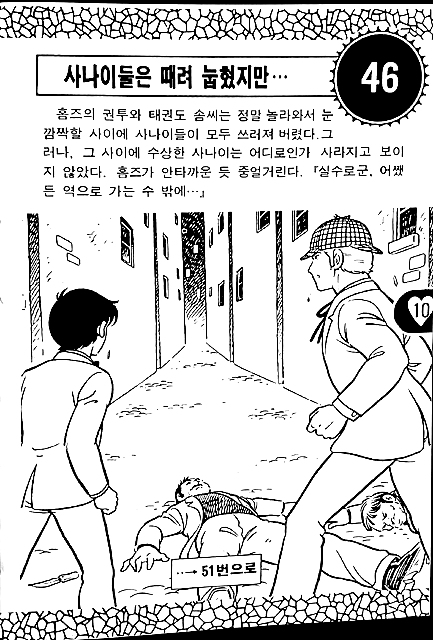 사나이들은 때려 눕혔지만…
46
홈즈의 권투와 태권도 솜씨는 정말 놀라와서 눈
깜짝할 사이에 사나이들이 모두 쓰러져 버렸다.그
러나, 그 사이에 수상한 사나이는 어디로인가 사라지고 보이
지 않았다. 홈즈가 안타까운 듯 중얼거린다. 『실수로군, 어쨌
든 역으로 가는 수 밖에…』
10
…→ 51번으로